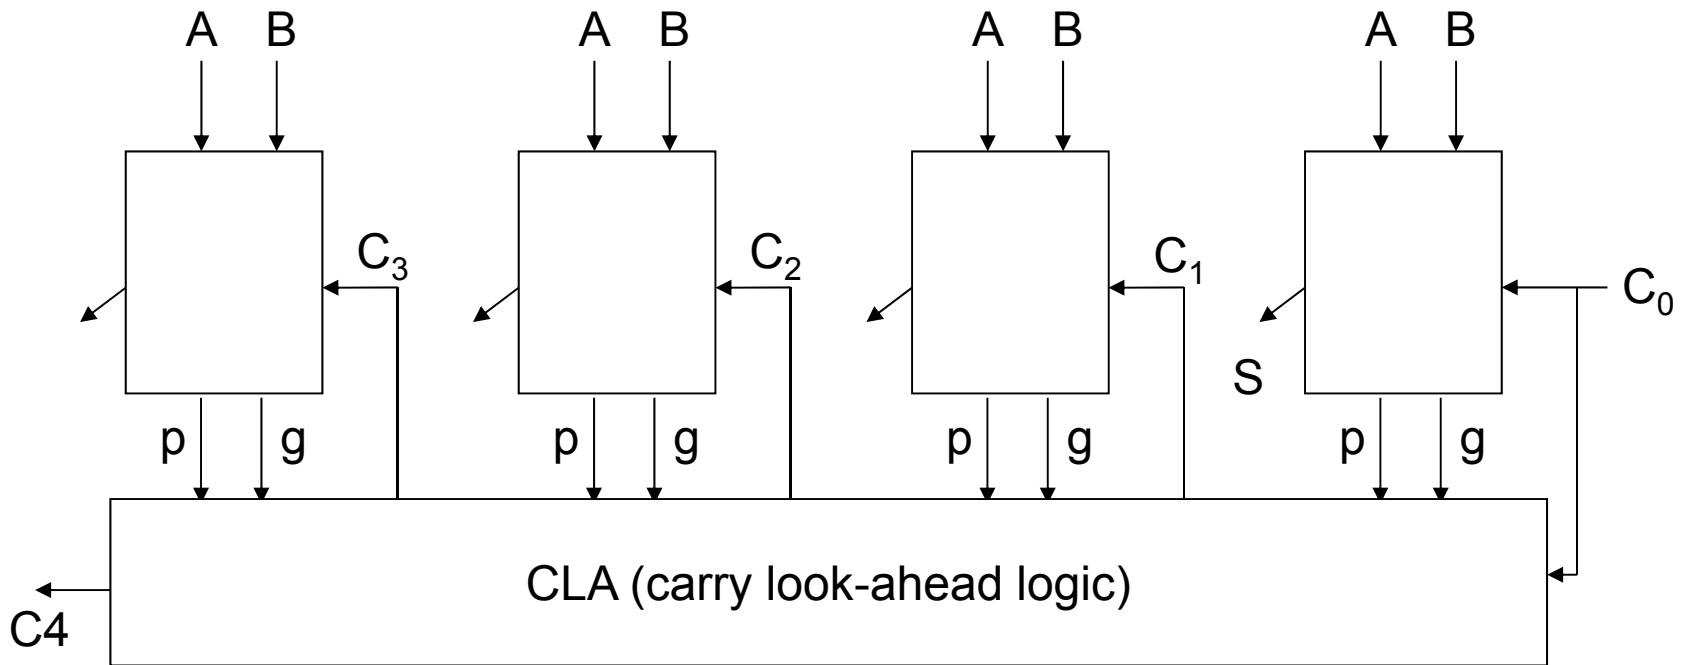 A B A B A B A B
C₃ C₂ C₁ C₀
S
p g p g p g p g
CLA (carry look-ahead logic)
C4